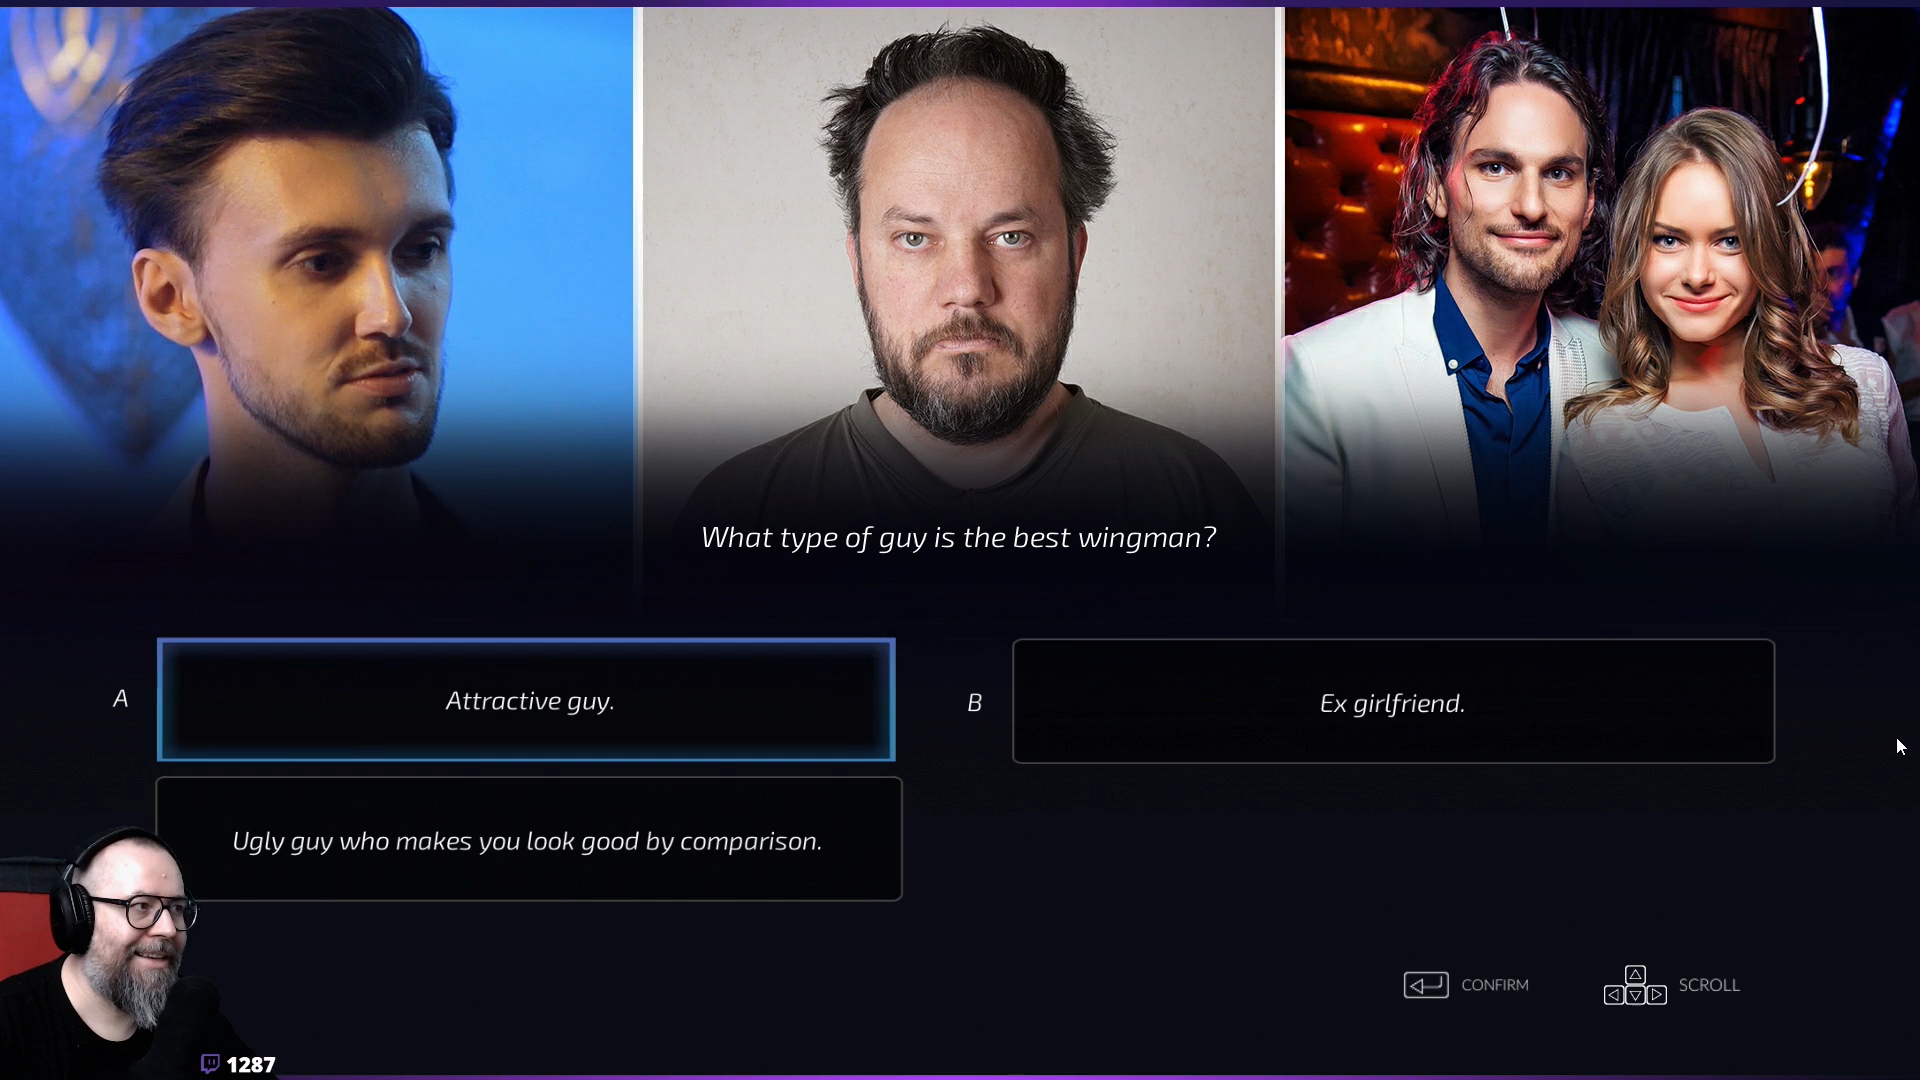 What type of guy is the best wingman?
A
Attractive guy.
B
Ex girlfriend.
Ugly guy who makes you look good by comparison.
CONFIRM
SCROLL
1287